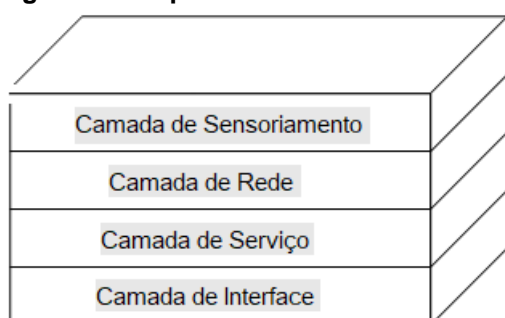 Camada de Sensoriamento
Camada de Rede
Camada de Serviço
Camada de Interface